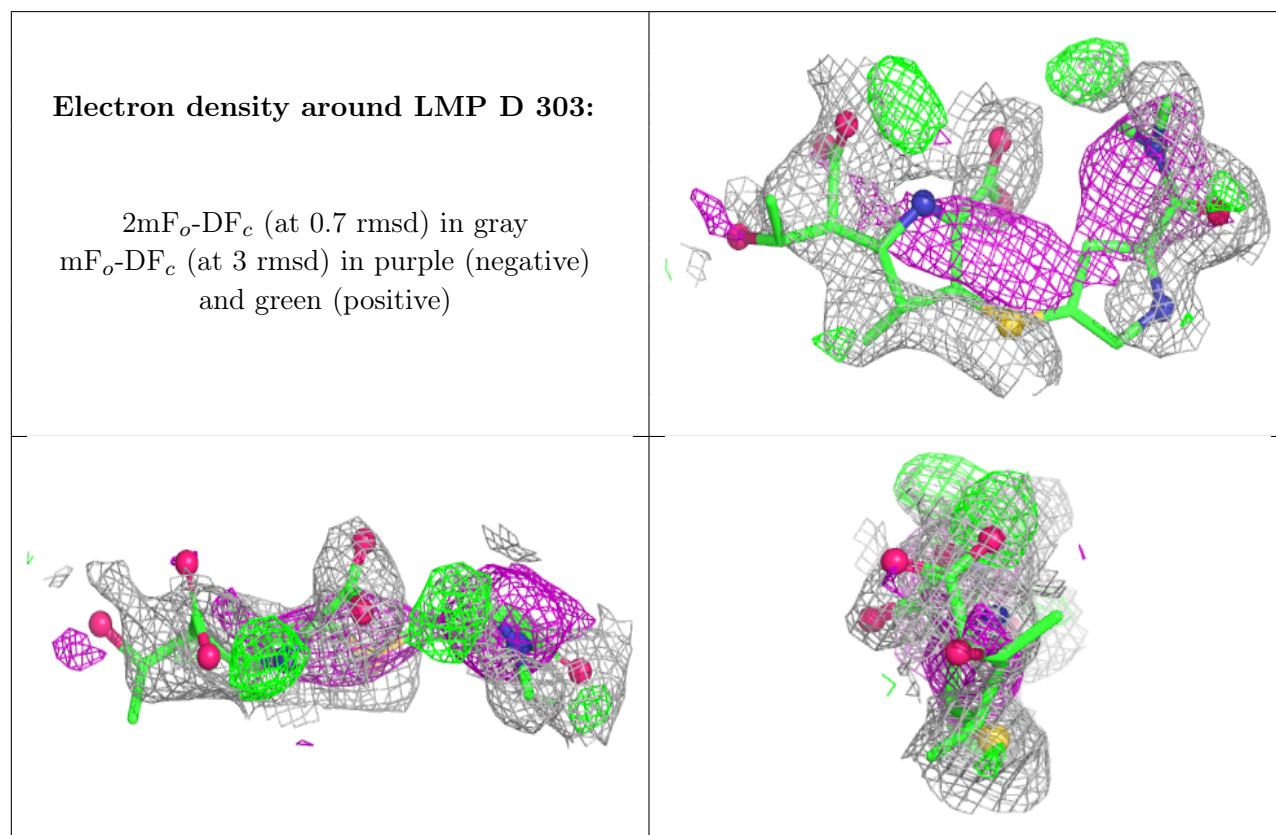 Electron density around LMP D 303:
2mFₒ-DF𝒸 (at 0.7 rmsd) in gray
mFₒ-DF𝒸 (at 3 rmsd) in purple (negative)
and green (positive)